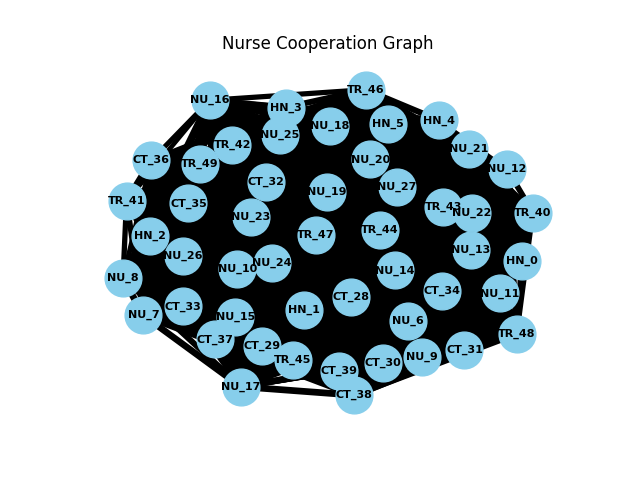 Nurse Cooperation Graph
TR_46
NU_16
HN_3
HN_4
HN_5
NU_18
NU_25
TR_42
NU_21
CT_36
TR_49
NU_20
NU_12
CT_32
NU_27
NU_19
TR_41
CT_35
TR_43
NU_22
TR_40
NU_23
TR_44
TR_47
HN_2
NU_13
NU_26
HN_0
NU_24
NU_10
NU_14
NU_8
CT_34
NU_11
CT_28
CT_33
HN_1
NU_7
NU_15
NU_6
TR_48
CT_37
CT_29
CT_31
NU_9
TR_45
CT_30
CT_39
NU_17
CT_38